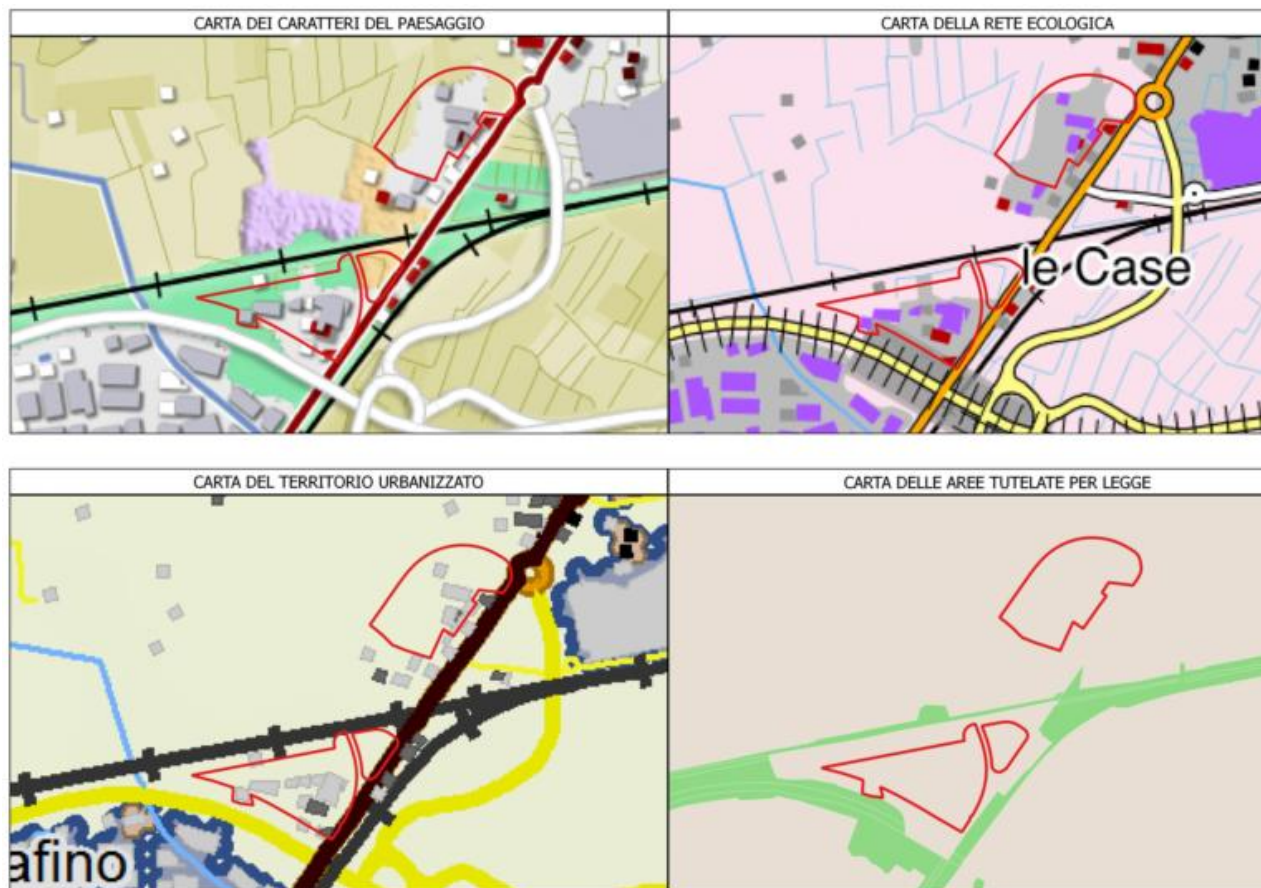 CARTA DEI CARATTERI DEL PAESAGGIO
CARTA DELLA RETE ECOLOGICA
le Case
CARTA DEL TERRITORIO URBANIZZATO
CARTA DELLE AREE TUTELATE PER LEGGE
afino